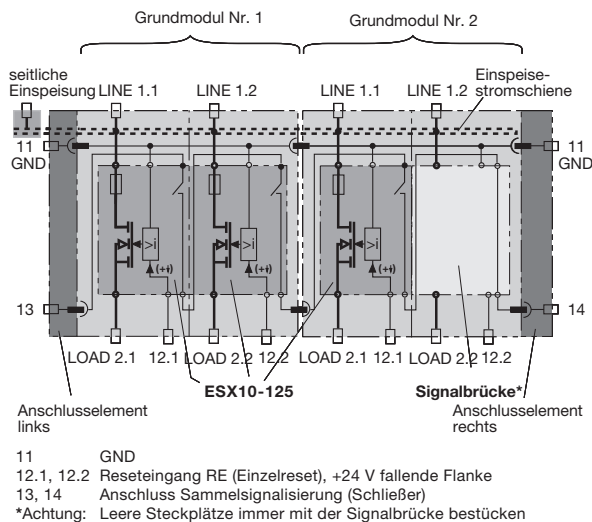 Grundmodul Nr. 1 Grundmodul Nr. 2
seitliche Einspeisung
LINE 1.1 LINE 1.2 LINE 1.1 LINE 1.2
Einspeise-
stromschiene
11
GND
11
GND
>i >i >i
(+) (+) (+)
13 14
LOAD 2.1 12.1 LOAD 2.2 12.2 LOAD 2.1 12.1 LOAD 2.2 12.2
ESX10-125
Signalbrücke*
Anschlusselement
links
Anschlusselement
rechts
11 GND
12.1, 12.2 Reseteingang RE (Einzelreset), +24 V fallende Flanke
13, 14 Anschluss Sammelsignalisierung (Schließer)
*Achtung: Leere Steckplätze immer mit der Signalbrücke bestücken